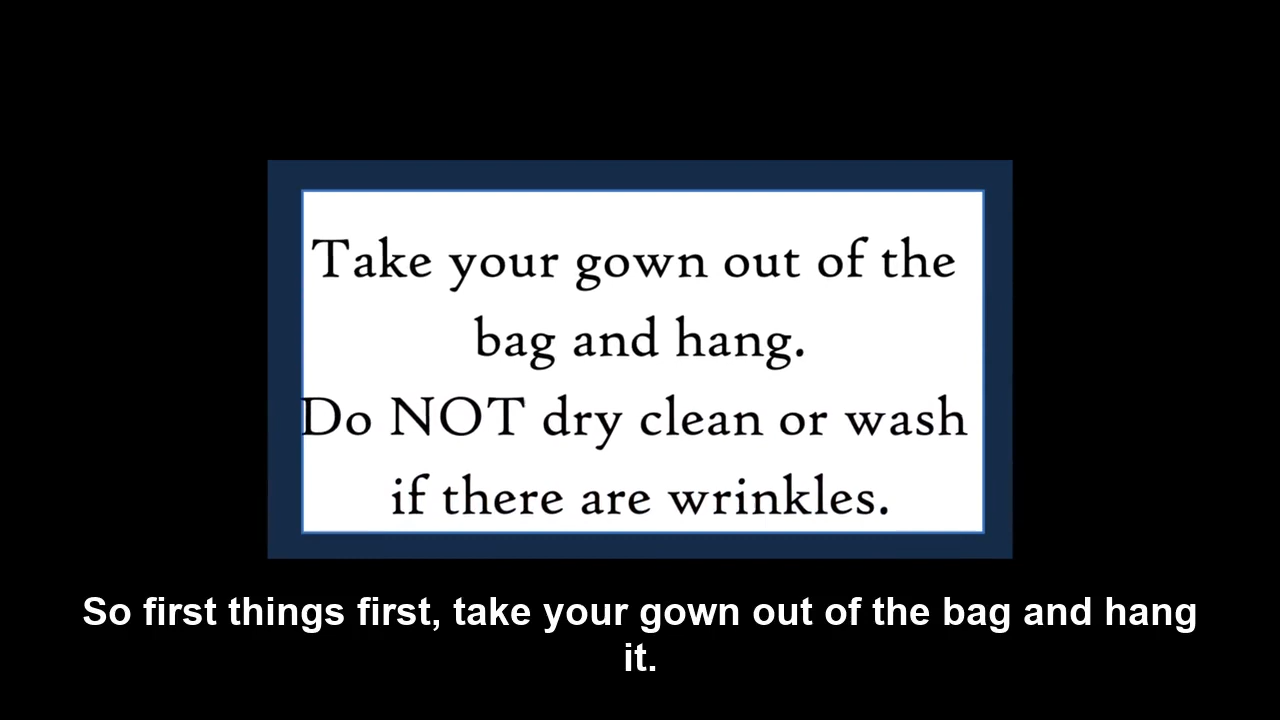 Take your gown out of the
bag and hang.
Do NOT dry clean or wash
if there are wrinkles.
So first things first, take your gown out of the bag and hang
it.